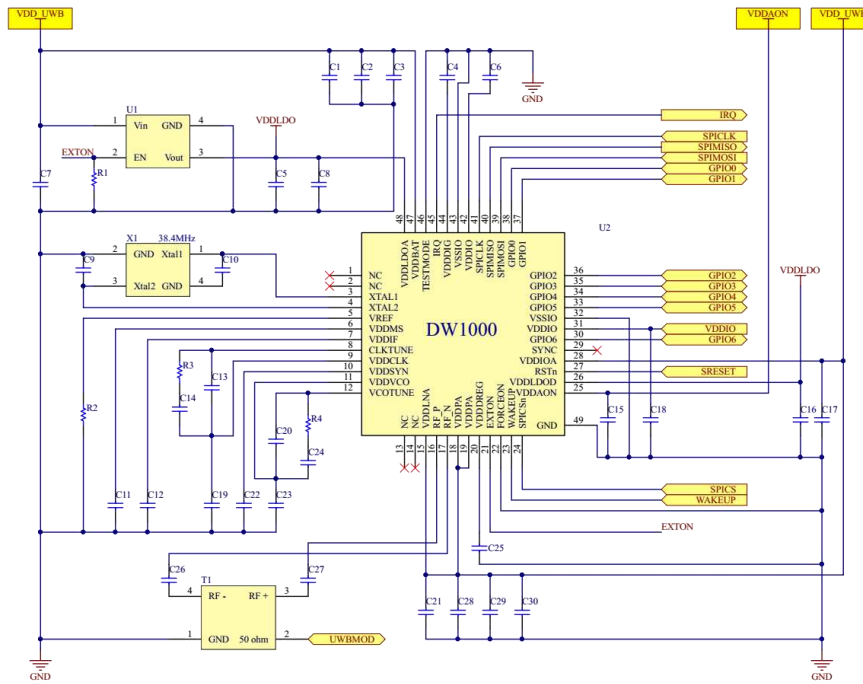 VDD_UWB
VDDAON
VDD_UWB
C1
C2
C3
C4
C6
GND
U1
1 Vin GND 4
2 EN Vout 3
EXTON
R1
VDDLDO
C7
C5
C8
IRQ
SPICLK
SPIMISO
SPIMOSI
GPIO0
GPIO1
U2
48 47 46 45 44 43 42 41 40 39 38 37
VDDLDOA
VDDBAT
TESTMODE
IRQ
VDDDIG
VSSIO
VDDIO
SPICLK
SPIMISO
SPIMOSI
GPIO0
GPIO1
X1 38.4MHz
2 GND Xtal1 1
3 Xtal2 GND 4
C9
C10
1 NC
2 NC
3 XTAL1
4 XTAL2
5 VREF
6 VDDMS
7 VDDIF
8 CLKTUNE
9 VDDCLK
10 VDDSYN
11 VDDVCO
12 VCOTUNE
DW1000
GPIO2 36
GPIO3 35
GPIO4 34
GPIO5 33
VSSIO 32
VDDIO 31
GPIO6 30
SYNC 29
VDDIOA 28
RSTn 27
VDDLDOD 26
VDDAON 25
GND 49
GPIO2
GPIO3
GPIO4
GPIO5
VDDIO
GPIO6
SRESET
VDDLDO
NC
NC
VDDLNA
RF_P
RF_N
VDDPA
VDDPA
VDDDREG
EXTON
FORCEON
WAKEUP
SPICSn
13 14 15 16 17 18 19 20 21 22 23 24
R3
C13
C14
R2
R4
C20
C24
C15
C18
C16
C17
C11
C12
C19
C22
C23
SPICS
WAKEUP
EXTON
C25
C26
C27
T1
4 RF - RF + 3
1 GND 50 ohm 2
UWBMOD
C21
C28
C29
C30
GND
GND